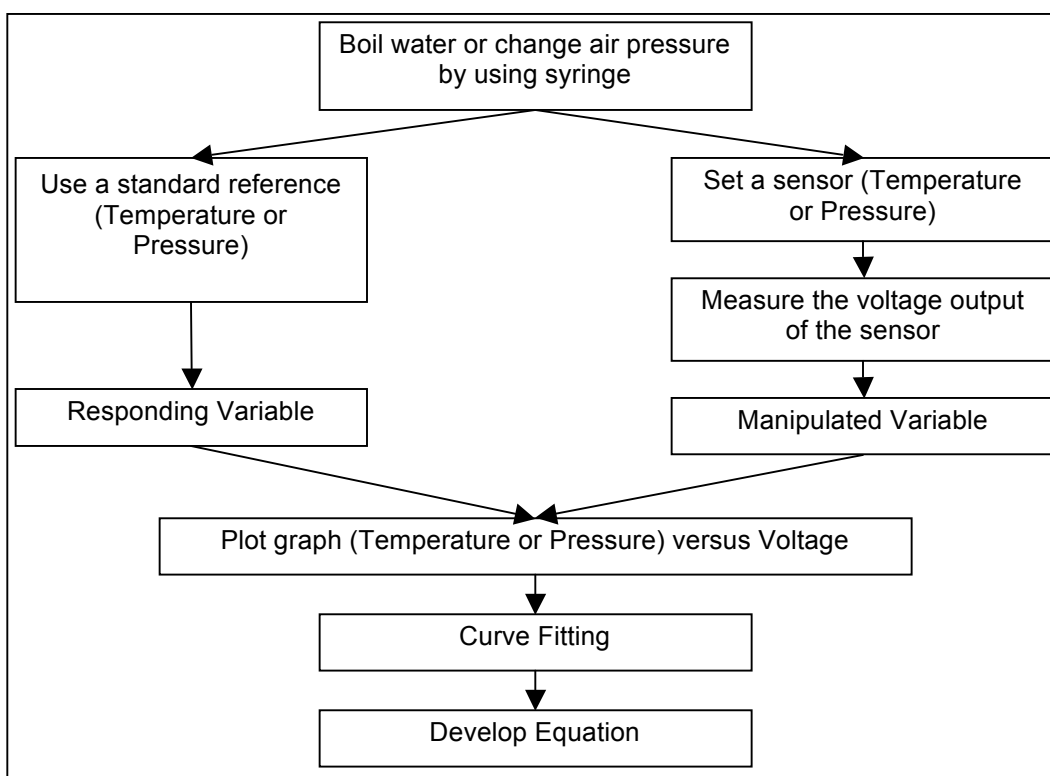 Boil water or change air pressure
by using syringe
Use a standard reference
(Temperature or
Pressure)
Set a sensor (Temperature
or Pressure)
Measure the voltage output
of the sensor
Responding Variable
Manipulated Variable
Plot graph (Temperature or Pressure) versus Voltage
Curve Fitting
Develop Equation